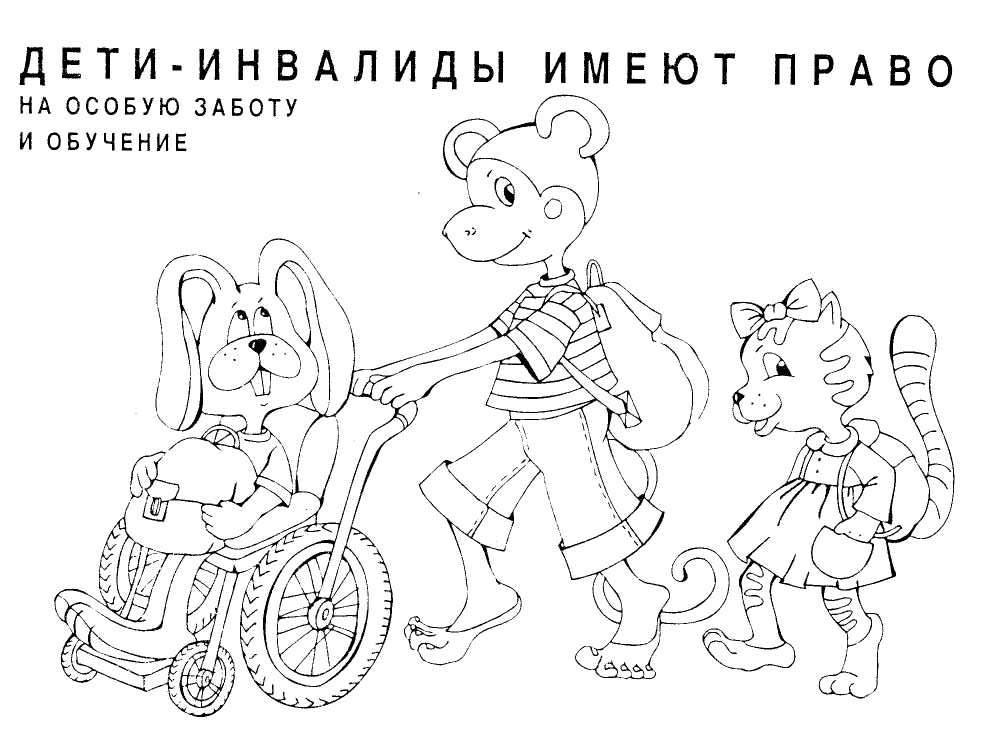 ДЕТИ-ИНВАЛИДЫ ИМЕЮТ ПРАВО
НА ОСОБУЮ ЗАБОТУ
И ОБУЧЕНИЕ